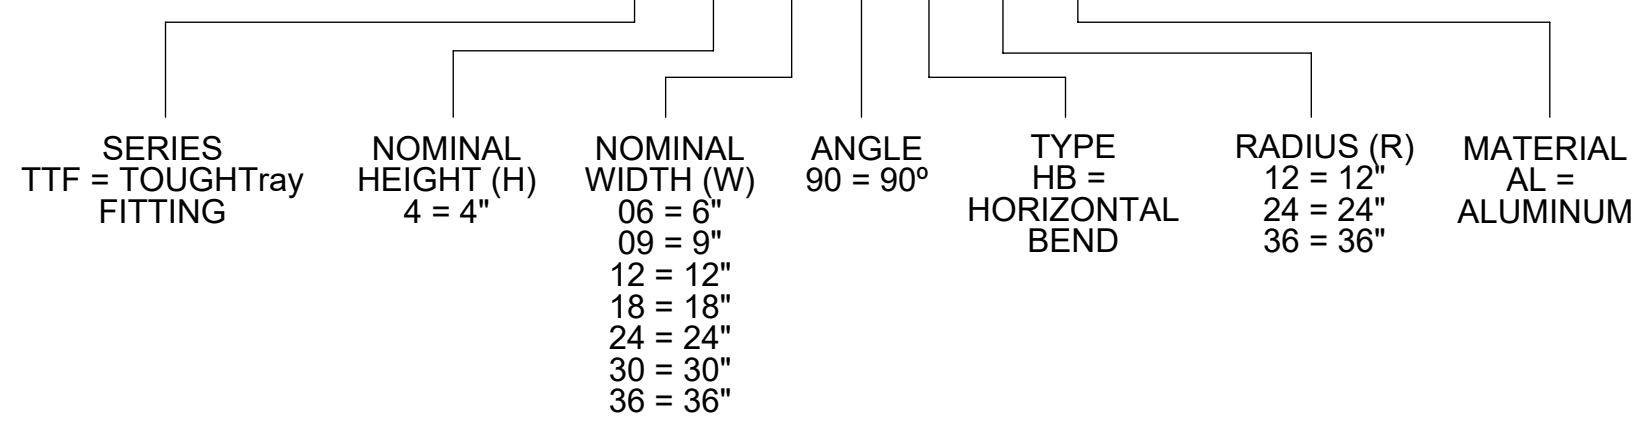 SERIES
TTF = TOUGHTray
FITTING
NOMINAL
HEIGHT (H)
4 = 4"
NOMINAL
WIDTH (W)
06 = 6"
09 = 9"
12 = 12"
18 = 18"
24 = 24"
30 = 30"
36 = 36"
ANGLE
90 = 90º
TYPE
HB =
HORIZONTAL
BEND
RADIUS (R)
12 = 12"
24 = 24"
36 = 36"
MATERIAL
AL =
ALUMINUM